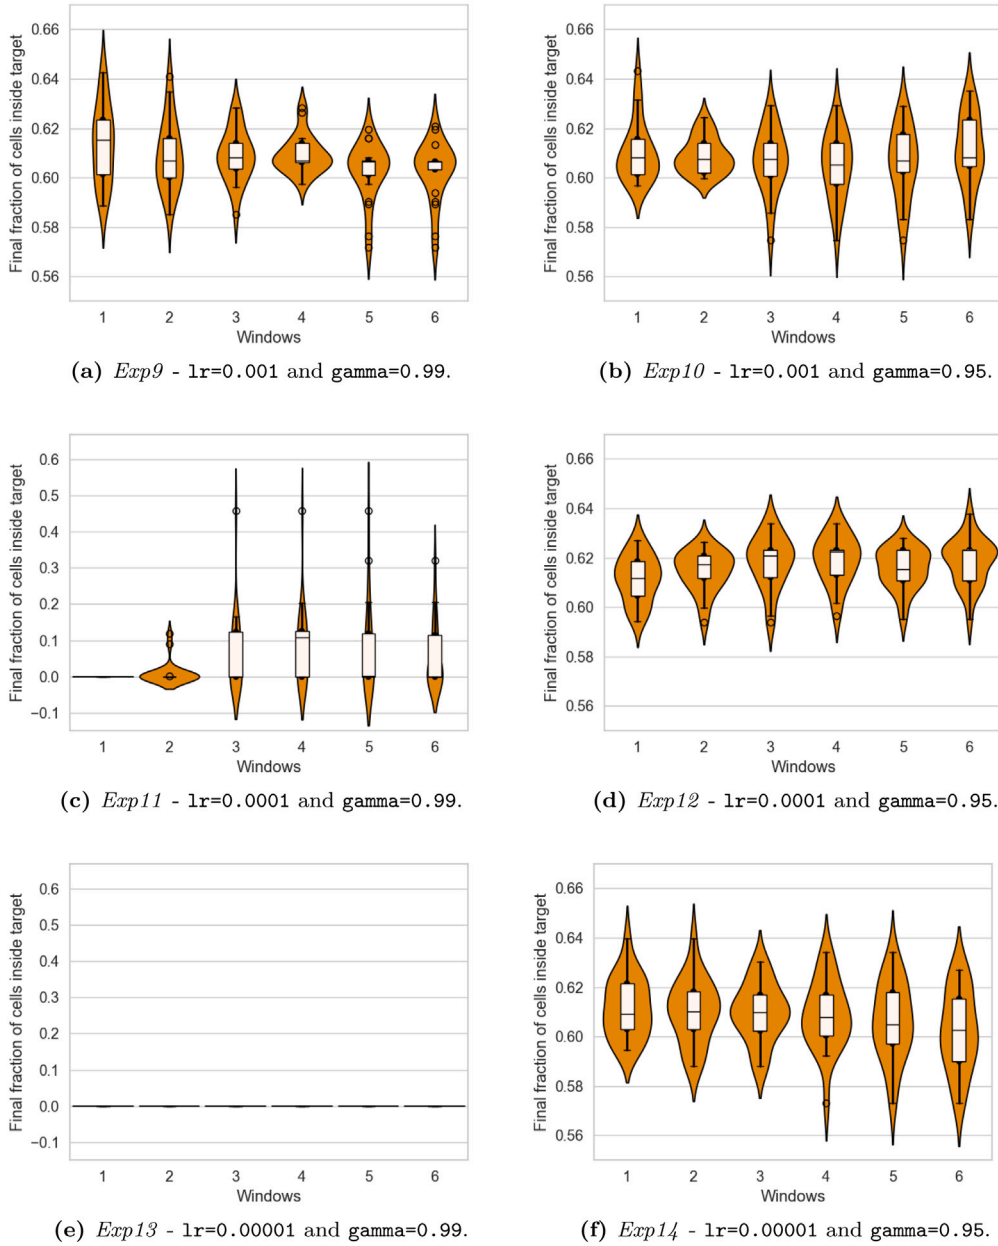 Final fraction of cells inside target
0.66
0.64
0.62
0.60
0.58
0.56
1 2 3 4 5 6
Windows
(a) Exp9 - lr=0.001 and gamma=0.99.
Final fraction of cells inside target
0.66
0.64
0.62
0.60
0.58
0.56
1 2 3 4 5 6
Windows
(b) Exp10 - lr=0.001 and gamma=0.95.
Final fraction of cells inside target
0.6
0.5
0.4
0.3
0.2
0.1
0.0
−0.1
1 2 3 4 5 6
Windows
(c) Exp11 - lr=0.0001 and gamma=0.99.
Final fraction of cells inside target
0.66
0.64
0.62
0.60
0.58
0.56
1 2 3 4 5 6
Windows
(d) Exp12 - lr=0.0001 and gamma=0.95.
Final fraction of cells inside target
0.6
0.5
0.4
0.3
0.2
0.1
0.0
−0.1
1 2 3 4 5 6
Windows
(e) Exp13 - lr=0.00001 and gamma=0.99.
Final fraction of cells inside target
0.66
0.64
0.62
0.60
0.58
0.56
1 2 3 4 5 6
Windows
(f) Exp14 - lr=0.00001 and gamma=0.95.